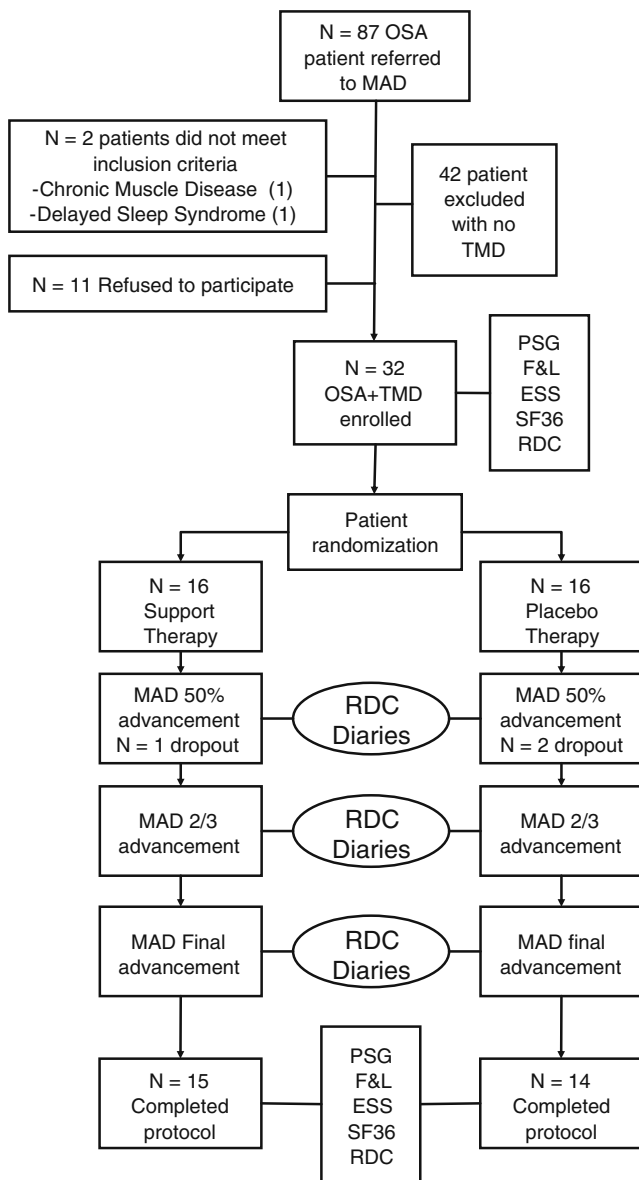 N = 87 OSA
patient referred
to MAD
N = 2 patients did not meet
inclusion criteria
-Chronic Muscle Disease (1)
-Delayed Sleep Syndrome (1)
42 patient
excluded
with no
TMD
N = 11 Refused to participate
N = 32
OSA+TMD
enrolled
PSG
F&L
ESS
SF36
RDC
Patient
randomization
N = 16
Support
Therapy
N = 16
Placebo
Therapy
MAD 50%
advancement
N = 1 dropout
RDC
Diaries
MAD 50%
advancement
N = 2 dropout
MAD 2/3
advancement
RDC
Diaries
MAD 2/3
advancement
MAD Final
advancement
RDC
Diaries
MAD final
advancement
N = 15
Completed
protocol
PSG
F&L
ESS
SF36
RDC
N = 14
Completed
protocol